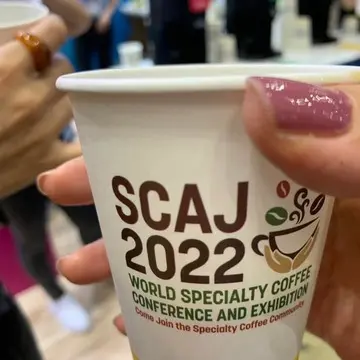 SCAJ
2022
WORLD SPECIALTY COFFEE
CONFERENCE AND EXHIBITION
Come Join the Specialty Coffee Community